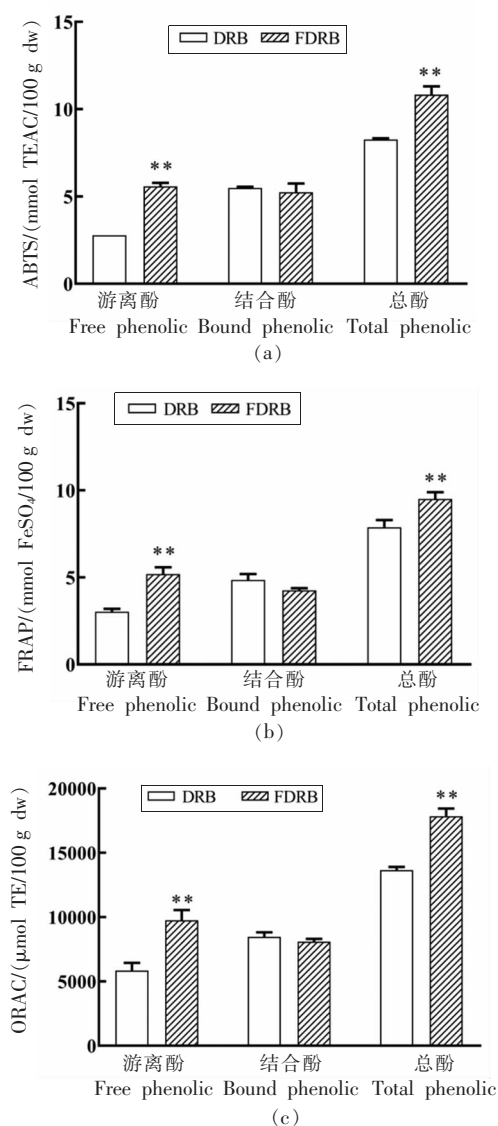 ABTS/(mmol TEAC/100 g dw)
15
10
5
0
DRB
FDRB
**
**
游离酚
结合酚
总酚
Free phenolic
Bound phenolic
Total phenolic
(a)
FRAP/(mmol FeSO₄/100 g dw)
15
10
5
0
DRB
FDRB
**
**
游离酚
结合酚
总酚
Free phenolic
Bound phenolic
Total phenolic
(b)
ORAC/(μmol TE/100 g dw)
20000
15000
10000
5000
0
DRB
FDRB
**
**
游离酚
结合酚
总酚
Free phenolic
Bound phenolic
Total phenolic
(c)